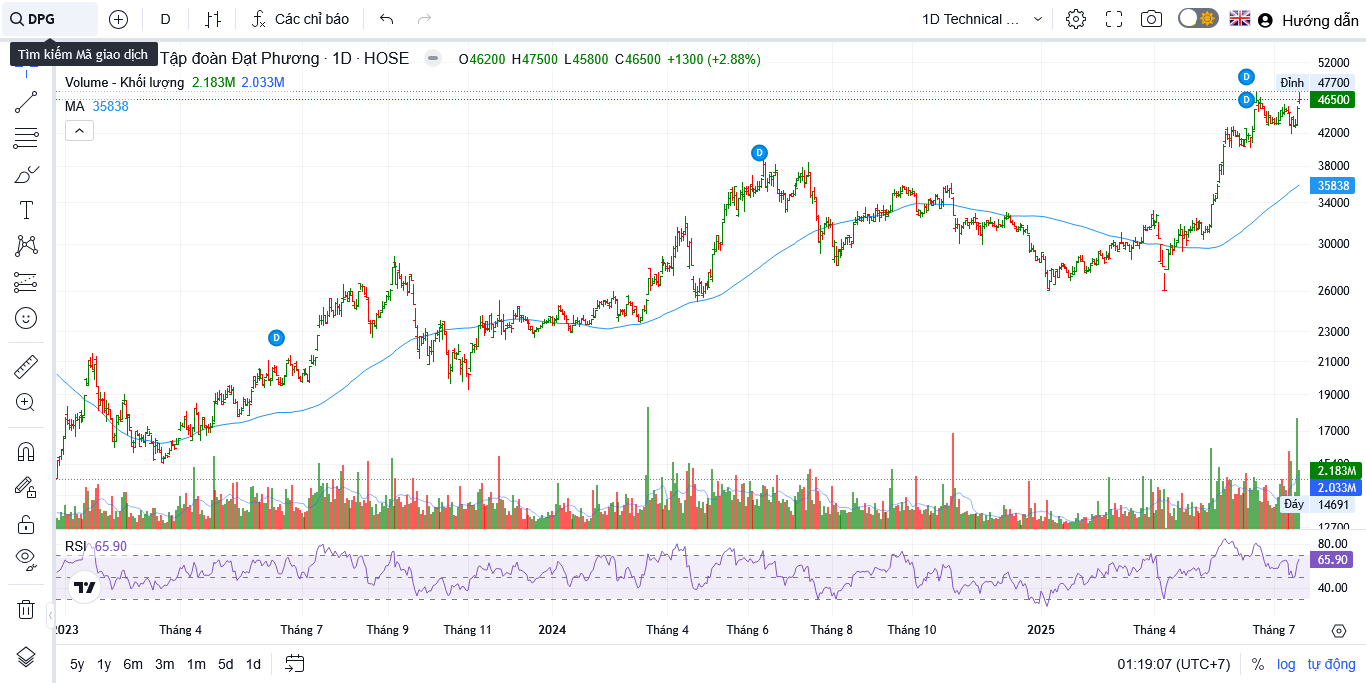 DPG
D
Các chỉ báo
1D Technical ...
Hướng dẫn
Tìm kiếm Mã giao dịch
Tập đoàn Đạt Phương · 1D · HOSE
O46200 H47500 L45800 C46500 +1300 (+2.88%)
Volume - Khối lượng 2.183M 2.033M
MA 35838
D
D
D
D
52000
Đỉnh 47700
46500
42000
38000
35838
34000
30000
26000
23000
21000
19000
17000
2.183M
2.033M
Đáy 14691
12700
RSI 65.90
80.00
65.90
40.00
2023
Tháng 4
Tháng 7
Tháng 9
Tháng 11
2024
Tháng 4
Tháng 6
Tháng 8
Tháng 10
2025
Tháng 4
Tháng 7
5y 1y 6m 3m 1m 5d 1d
01:19:07 (UTC+7)
% log tự động